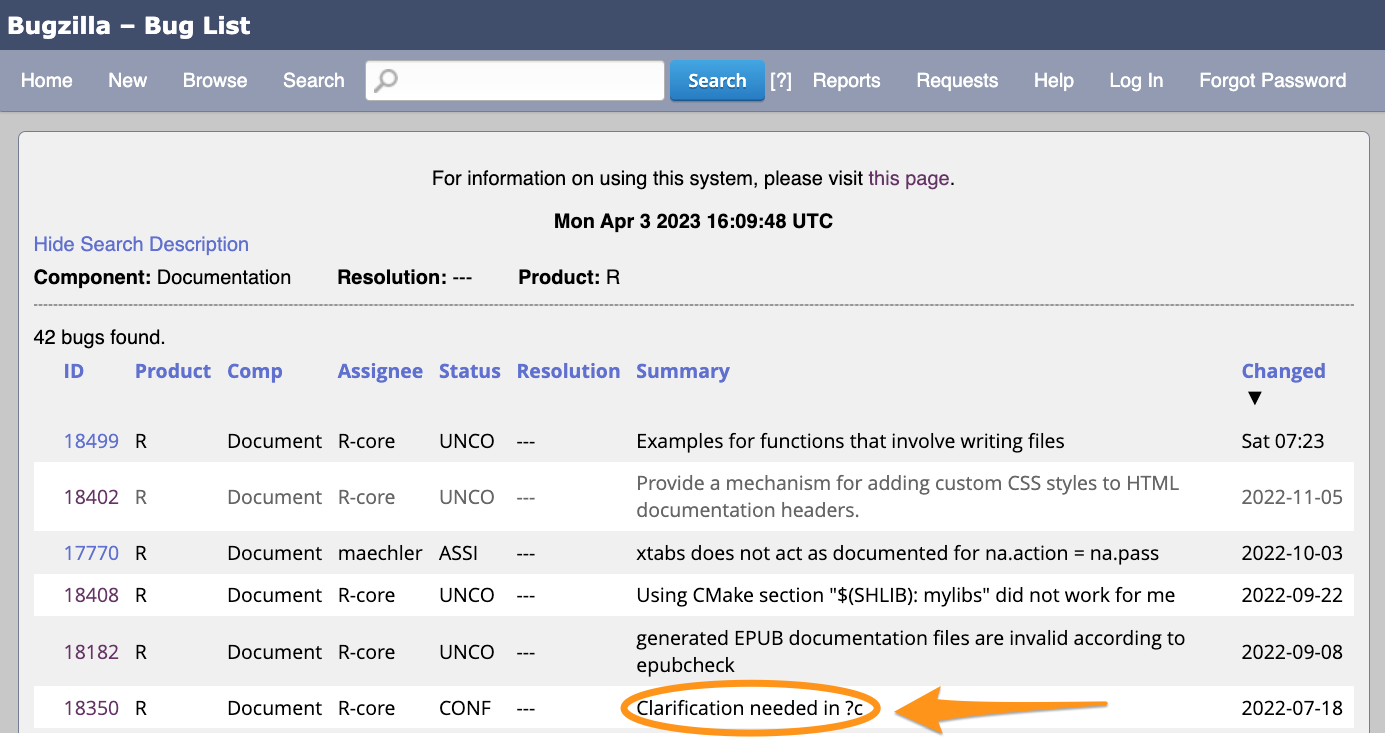 Bugzilla – Bug List
Home New Browse Search Search [?] Reports Requests Help Log In Forgot Password
For information on using this system, please visit this page.
Mon Apr 3 2023 16:09:48 UTC
Hide Search Description
Component: Documentation Resolution: --- Product: R
42 bugs found.
ID Product Comp Assignee Status Resolution Summary Changed
▼
18499 R Document R-core UNCO --- Examples for functions that involve writing files Sat 07:23
18402 R Document R-core UNCO --- Provide a mechanism for adding custom CSS styles to HTML documentation headers. 2022-11-05
17770 R Document maechler ASSI --- xtabs does not act as documented for na.action = na.pass 2022-10-03
18408 R Document R-core UNCO --- Using CMake section "$(SHLIB): mylibs" did not work for me 2022-09-22
18182 R Document R-core UNCO --- generated EPUB documentation files are invalid according to epubcheck 2022-09-08
18350 R Document R-core CONF --- Clarification needed in ?c 2022-07-18